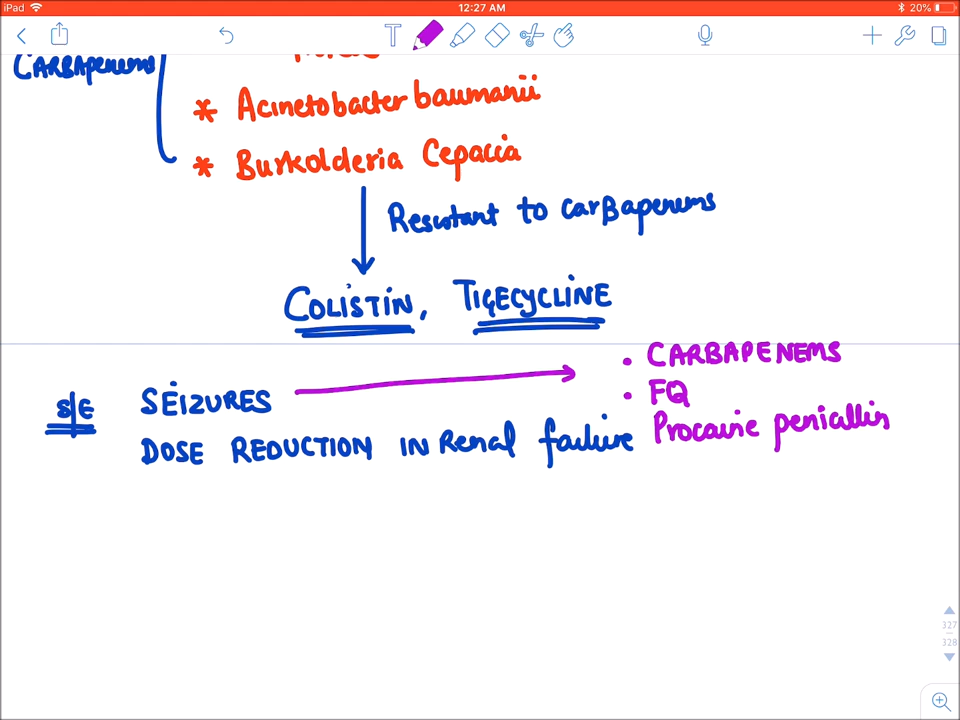 iPad 12:27 AM 20%
CARBApenems
* Acinetobacter baumanii
* Burkolderia Cepacia
Resistant to carBapenems
COLISTIN, TIGECYCLINE
S/E SEIZURES
• CARBAPENEMS
• FQ
Procaine penicallin
DOSE REDUCTION IN Renal failure
327
328